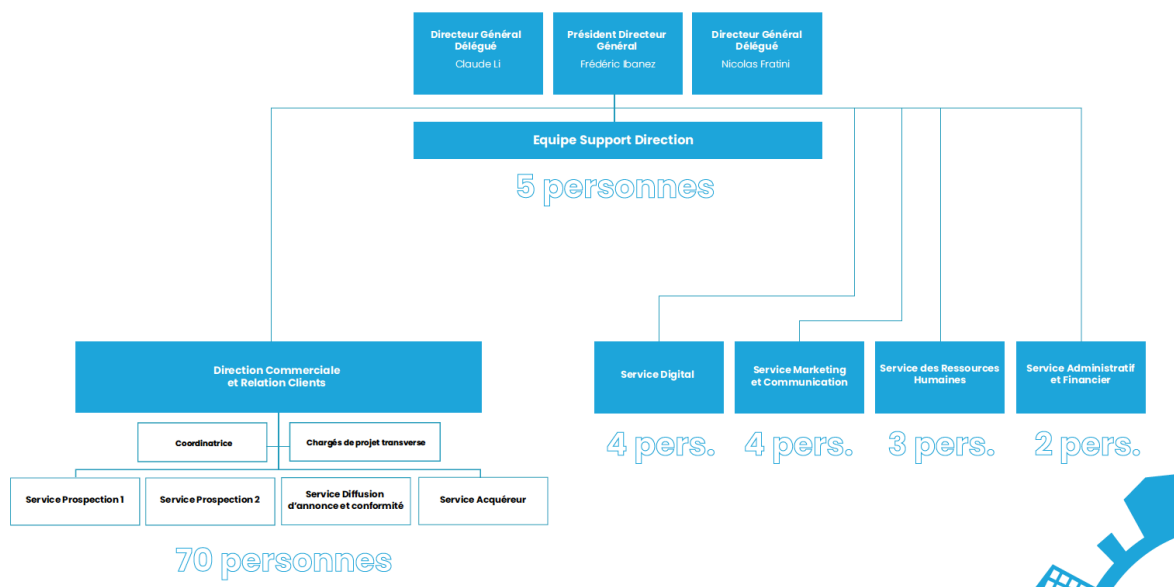 Directeur Général
Délégué
Claude Li
Président Directeur
Général
Frédéric Ibanez
Directeur Général
Délégué
Nicolas Fratini
Equipe Support Direction
5 personnes
Direction Commerciale
et Relation Clients
Service Digital
Service Marketing
et Communication
Service des Ressources
Humaines
Service Administratif
et Financier
4 pers.
4 pers.
3 pers.
2 pers.
Coordinatrice
Chargés de projet transverse
Service Prospection 1
Service Prospection 2
Service Diffusion
d'annonce et conformité
Service Acquéreur
70 personnes